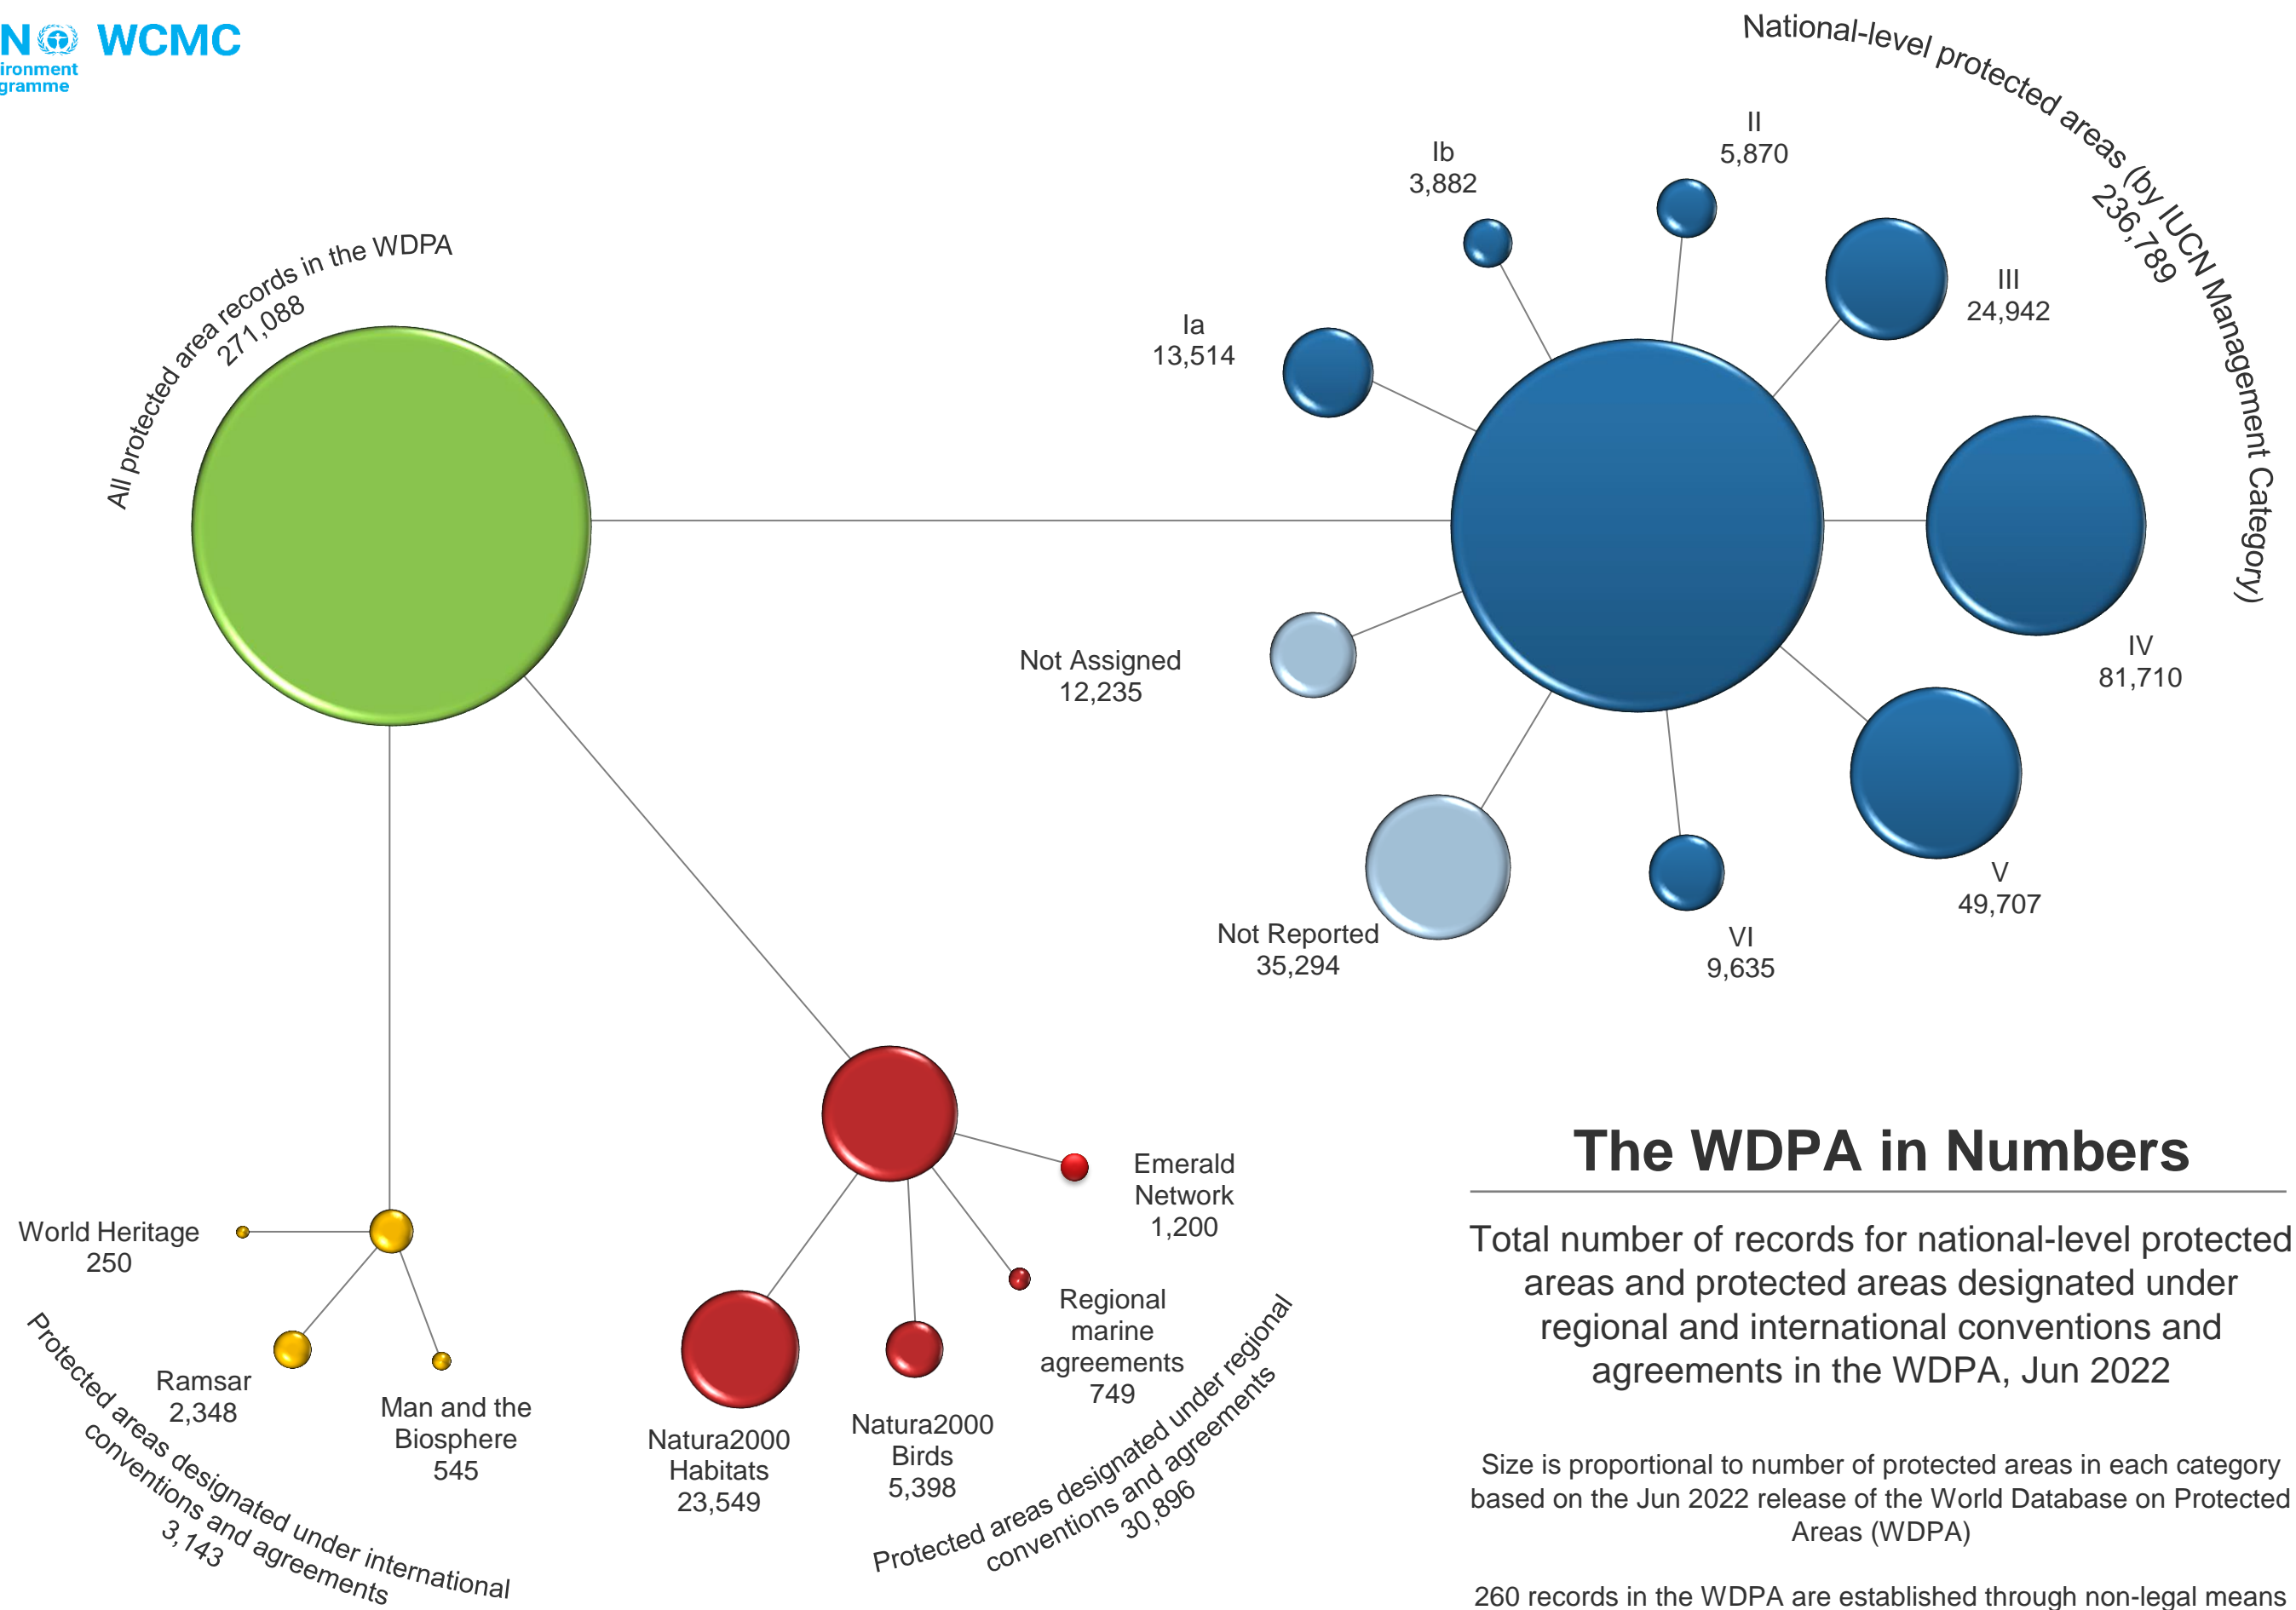 WCMC
All protected area records in the WDPA
271,088
National-level protected areas (by IUCN Management Category)
236,789
Ib
3,882
II
5,870
III
24,942
Ia
13,514
IV
81,710
Not Assigned
12,235
V
49,707
Not Reported
35,294
VI
9,635
World Heritage
250
Ramsar
2,348
Man and the
Biosphere
545
Protected areas designated under international
conventions and agreements
3,143
Emerald
Network
1,200
Regional
marine
agreements
749
Natura2000
Birds
5,398
Natura2000
Habitats
23,549
Protected areas designated under regional
conventions and agreements
30,896
The WDPA in Numbers
Total number of records for national-level protected
areas and protected areas designated under
regional and international conventions and
agreements in the WDPA, Jun 2022
Size is proportional to number of protected areas in each category
based on the Jun 2022 release of the World Database on Protected
Areas (WDPA)
260 records in the WDPA are established through non-legal means